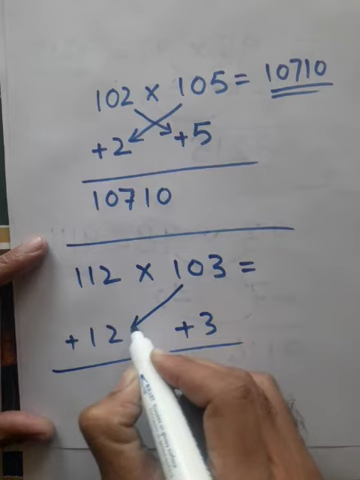 102 × 105 = 10710
+2 +5
10710
112 × 103 =
+12 +3